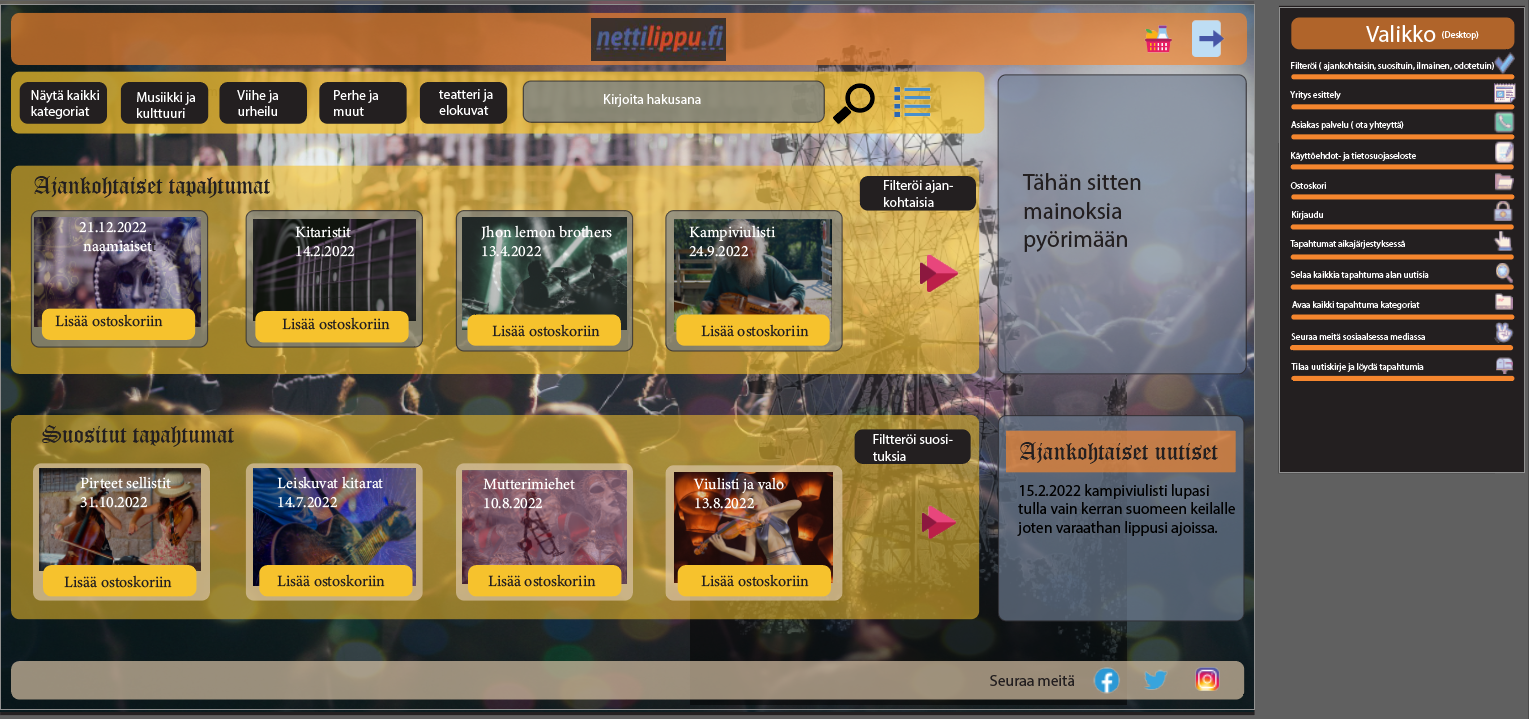 nettilippu.fi
Näytä kaikki
kategoriat
Musiikki ja
kulttuuri
Viihe ja
urheilu
Perhe ja
muut
teatteri ja
elokuvat
Kirjoita hakusana
Ajankohtaiset tapahtumat
Filteröi ajan-
kohtaisia
21.12.2022
naamiaiset
Lisää ostoskoriin
Kitaristit
14.2.2022
Lisää ostoskoriin
Jhon lemon brothers
13.4.2022
Lisää ostoskoriin
Kampiviulisti
24.9.2022
Lisää ostoskoriin
Tähän sitten
mainoksia
pyörimään
Suositut tapahtumat
Filtteröi suosi-
tuksia
Pirteet sellistit
31.10.2022
Lisää ostoskoriin
Leiskuvat kitarat
14.7.2022
Lisää ostoskoriin
Mutterimiehet
10.8.2022
Lisää ostoskoriin
Viulisti ja valo
13.8.2022
Lisää ostoskoriin
Ajankohtaiset uutiset
15.2.2022 kampiviulisti lupasi
tulla vain kerran suomeen keilalle
joten varaathan lippusi ajoissa.
Seuraa meitä
Valikko (Desktop)
Filteröi ( ajankohtaisin, suosituin, ilmainen, odotetuin)
Yritys esittely
Asiakas palvelu ( ota yhteyttä)
Käyttöehdot- ja tietosuojaseloste
Ostoskori
Kirjaudu
Tapahtumat aikajärjestyksessä
Selaa kaikkia tapahtuma alan uutisia
Avaa kaikki tapahtuma kategoriat
Seuraa meitä sosiaalsessa mediassa
Tilaa uutiskirje ja löydä tapahtumia